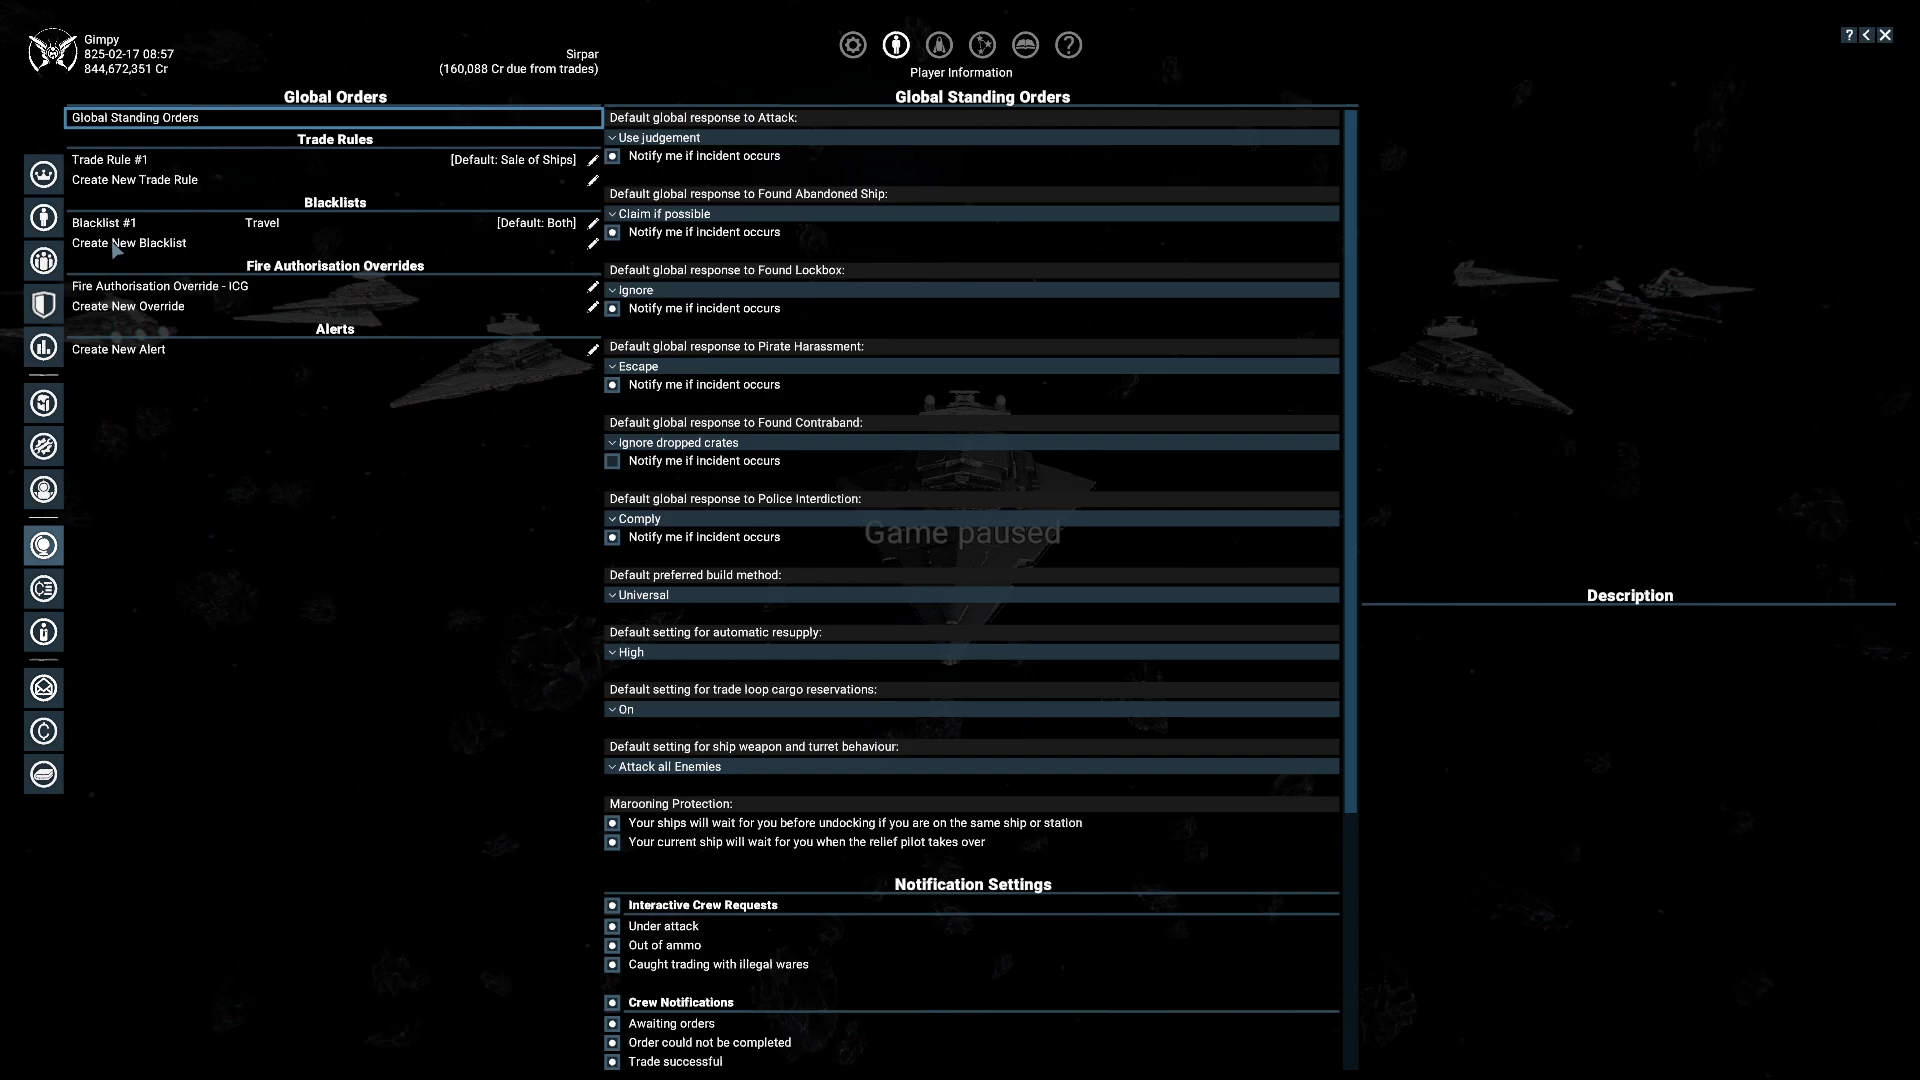 Gimpy
825-02-17 08:57
844,672,351 Cr
Sirpar
(160,088 Cr due from trades)
?
Player Information
? < X
Global Orders
Global Standing Orders
Trade Rules
Trade Rule #1 [Default: Sale of Ships]
Create New Trade Rule
Blacklists
Blacklist #1 Travel [Default: Both]
Create New Blacklist
Fire Authorisation Overrides
Fire Authorisation Override - ICG
Create New Override
Alerts
Create New Alert
Global Standing Orders
Default global response to Attack:
Use judgement
Notify me if incident occurs
Default global response to Found Abandoned Ship:
Claim if possible
Notify me if incident occurs
Default global response to Found Lockbox:
Ignore
Notify me if incident occurs
Default global response to Pirate Harassment:
Escape
Notify me if incident occurs
Default global response to Found Contraband:
Ignore dropped crates
Notify me if incident occurs
Default global response to Police Interdiction:
Comply
Notify me if incident occurs
Game paused
Default preferred build method:
Universal
Default setting for automatic resupply:
High
Default setting for trade loop cargo reservations:
On
Default setting for ship weapon and turret behaviour:
Attack all Enemies
Marooning Protection:
Your ships will wait for you before undocking if you are on the same ship or station
Your current ship will wait for you when the relief pilot takes over
Notification Settings
Interactive Crew Requests
Under attack
Out of ammo
Caught trading with illegal wares
Crew Notifications
Awaiting orders
Order could not be completed
Trade successful
Description